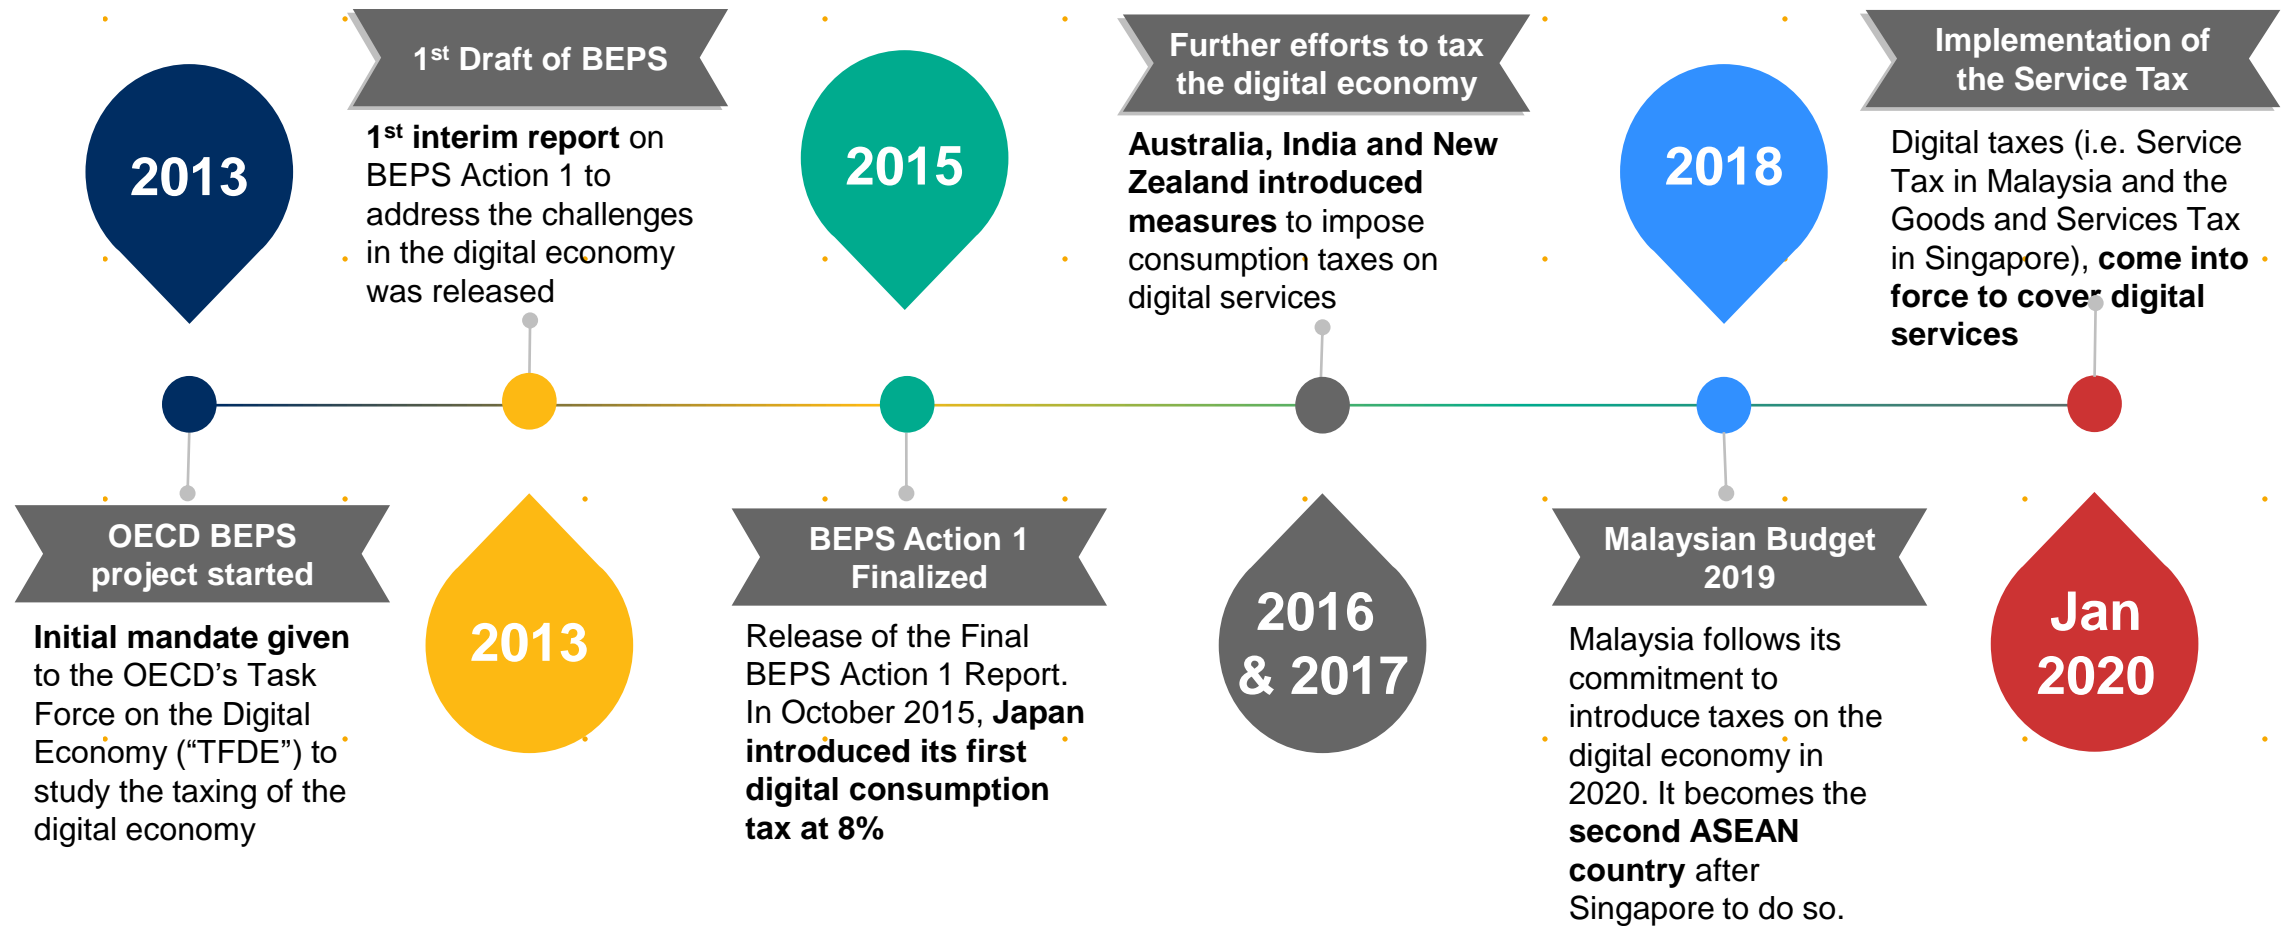 2013
OECD BEPS
project started
Initial mandate given
to the OECD's Task
Force on the Digital
Economy (“TFDE”) to
study the taxing of the
digital economy
1st Draft of BEPS
1st interim report on
BEPS Action 1 to
address the challenges
in the digital economy
was released
2013
2015
BEPS Action 1
Finalized
Release of the Final
BEPS Action 1 Report.
In October 2015, Japan
introduced its first
digital consumption
tax at 8%
Further efforts to tax
the digital economy
Australia, India and New
Zealand introduced
measures to impose
consumption taxes on
digital services
2016
& 2017
2018
Malaysian Budget
2019
Malaysia follows its
commitment to
introduce taxes on the
digital economy in
2020. It becomes the
second ASEAN
country after
Singapore to do so.
Implementation of
the Service Tax
Digital taxes (i.e. Service
Tax in Malaysia and the
Goods and Services Tax
in Singapore), come into
force to cover digital
services
Jan
2020